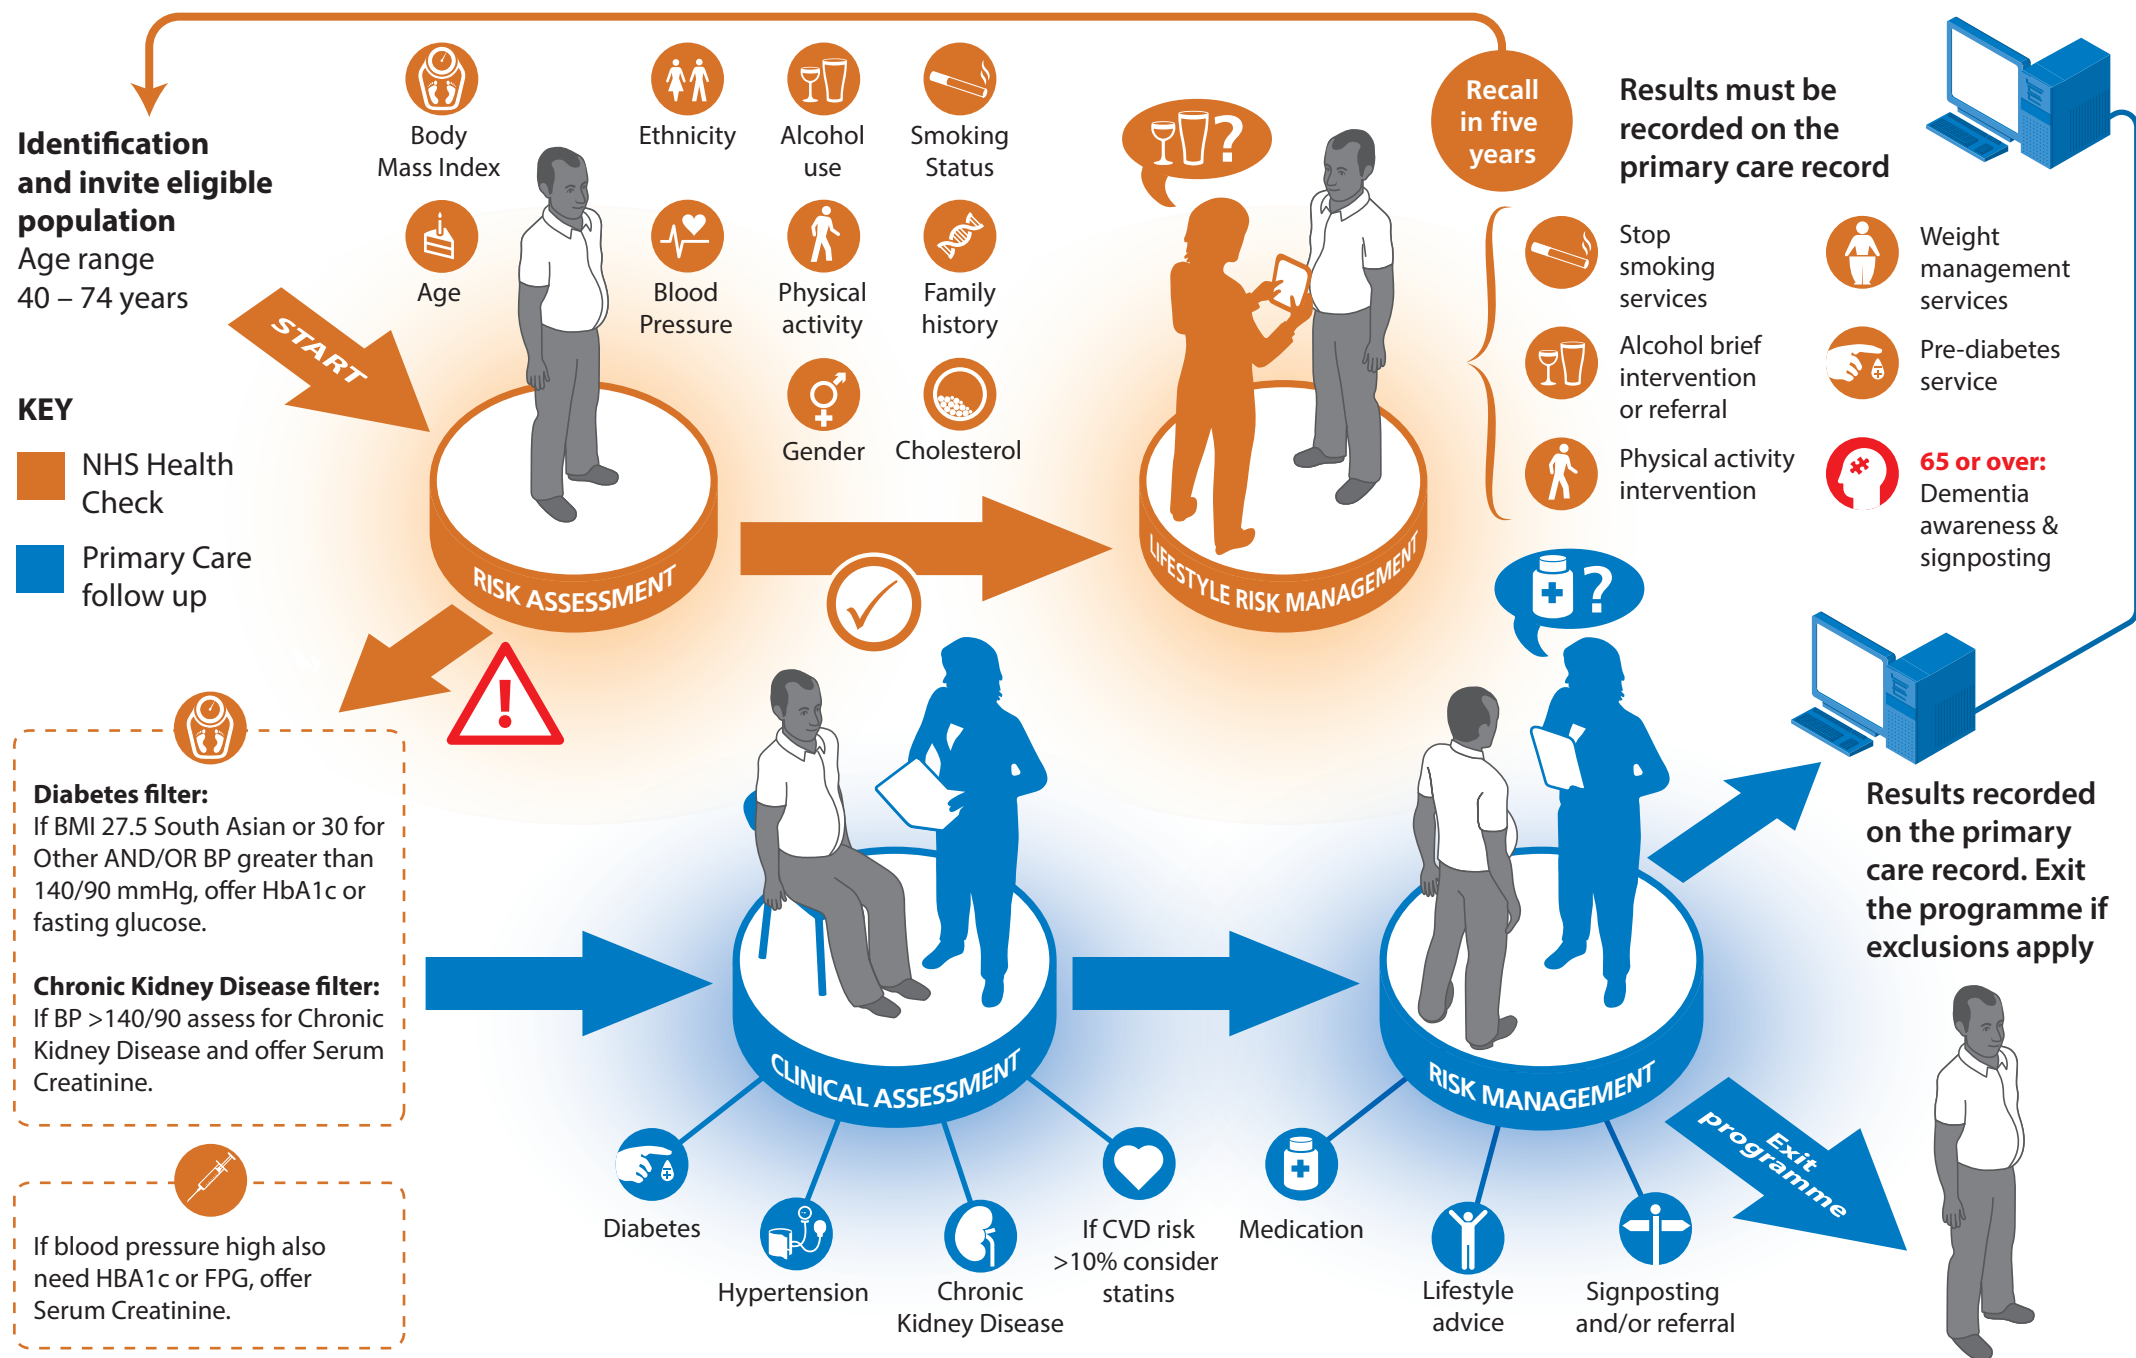 Identification
and invite eligible
population
Age range
40 – 74 years
START
KEY
NHS Health
Check
Primary Care
follow up
Body
Mass Index
Ethnicity
Alcohol
use
Smoking
Status
Age
Blood
Pressure
Physical
activity
Family
history
Gender
Cholesterol
RISK ASSESSMENT
?
LIFESTYLE RISK MANAGEMENT
Recall
in five
years
Results must be
recorded on the
primary care record
Stop
smoking
services
Weight
management
services
Alcohol brief
intervention
or referral
Pre-diabetes
service
Physical activity
intervention
65 or over:
Dementia
awareness &
signposting
!
Diabetes filter:
If BMI 27.5 South Asian or 30 for
Other AND/OR BP greater than
140/90 mmHg, offer HbA1c or
fasting glucose.
Chronic Kidney Disease filter:
If BP >140/90 assess for Chronic
Kidney Disease and offer Serum
Creatinine.
If blood pressure high also
need HBA1c or FPG, offer
Serum Creatinine.
CLINICAL ASSESSMENT
Diabetes
Hypertension
Chronic
Kidney Disease
If CVD risk
>10% consider
statins
?
RISK MANAGEMENT
Medication
Lifestyle
advice
Signposting
and/or referral
Results recorded
on the primary
care record. Exit
the programme if
exclusions apply
Exit
programme